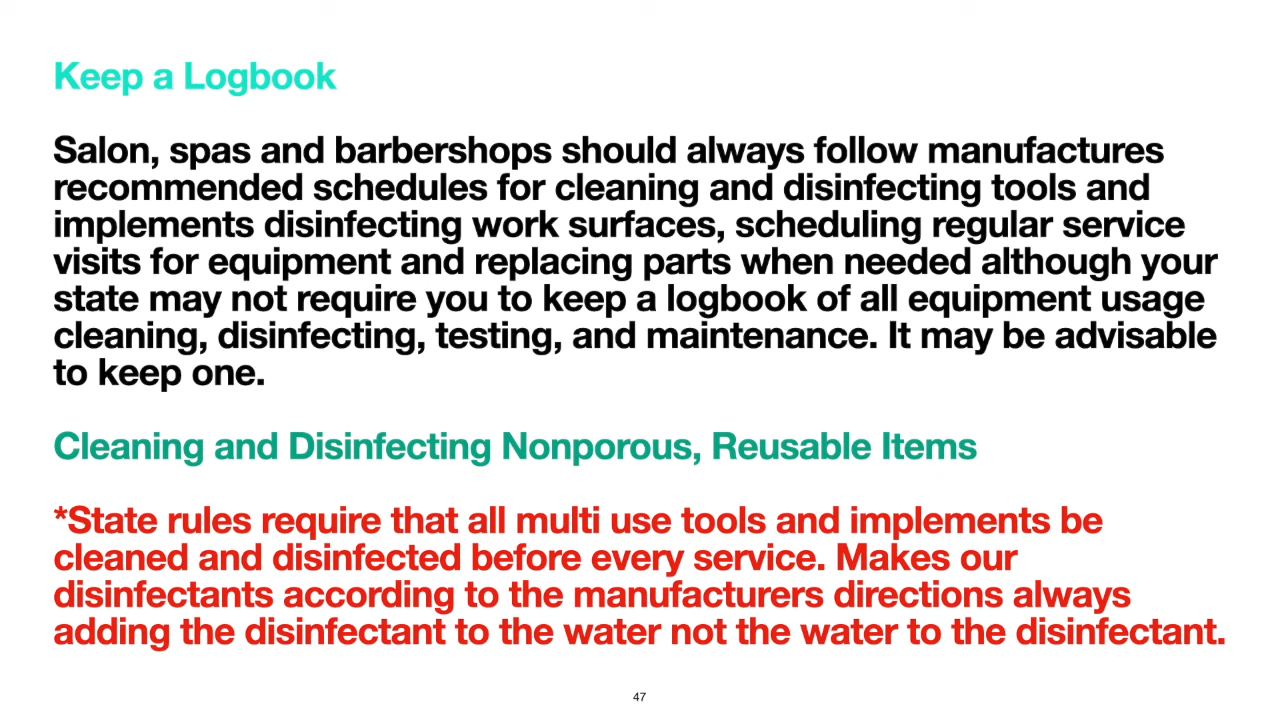 Keep a Logbook
Salon, spas and barbershops should always follow manufactures
recommended schedules for cleaning and disinfecting tools and
implements disinfecting work surfaces, scheduling regular service
visits for equipment and replacing parts when needed although your
state may not require you to keep a logbook of all equipment usage
cleaning, disinfecting, testing, and maintenance. It may be advisable
to keep one.
Cleaning and Disinfecting Nonporous, Reusable Items
*State rules require that all multi use tools and implements be
cleaned and disinfected before every service. Makes our
disinfectants according to the manufacturers directions always
adding the disinfectant to the water not the water to the disinfectant.
47